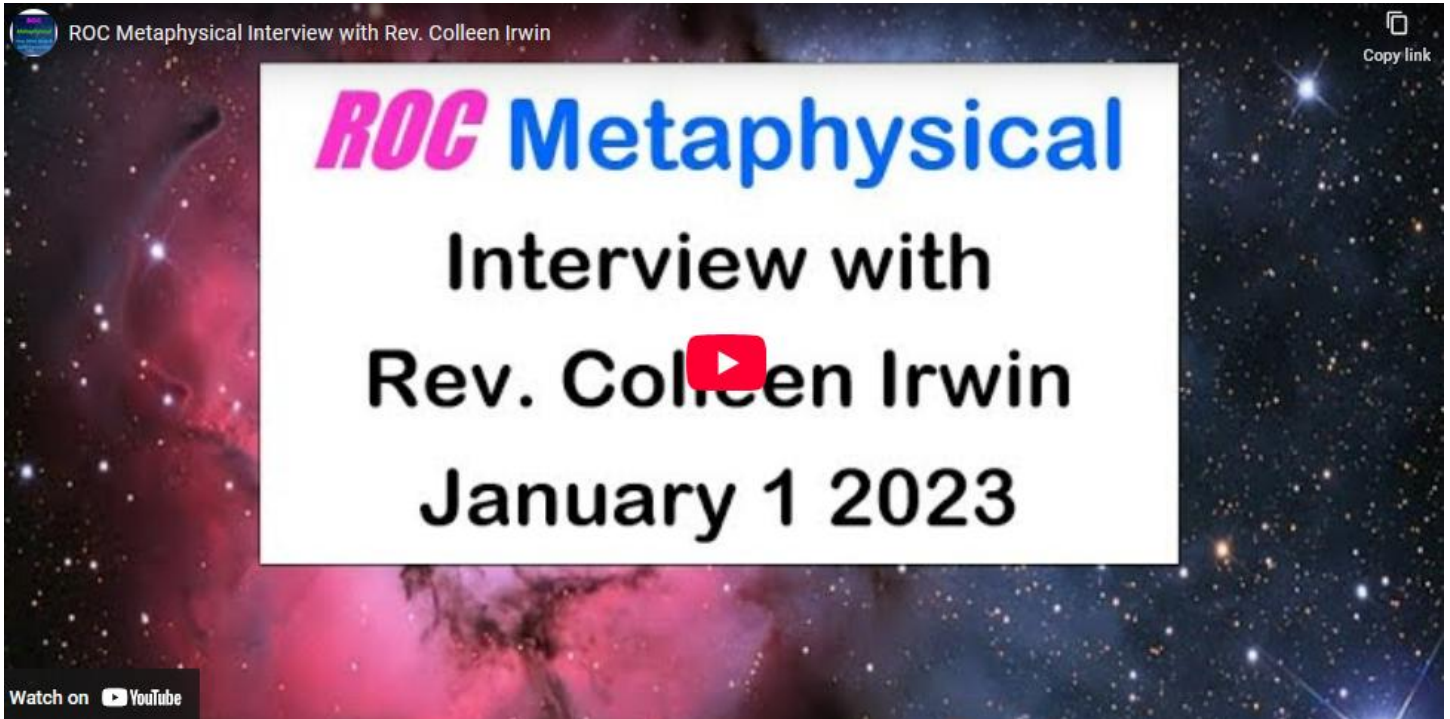 ROC Metaphysical Interview with Rev. Colleen Irwin
Copy link
ROC Metaphysical
Interview with
Rev. Colleen Irwin
January 1 2023
Watch on YouTube